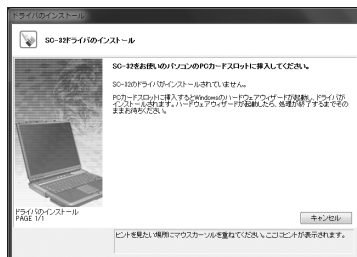 ドライバのインストール
SC-32ドライバのインストール
SC-32をお使いのパソコンのPCカードスロットに挿入してください。
SC-32のドライバがインストールされていません。
PCカードスロットに挿入するとWindowsのハードウェアウィザードが起動し、ドライバが
インストールされます。ハードウェアウィザードが起動したら、処理が終了するまでその
ままお待ちください。
ドライバのインストール
PAGE 1/1
キャンセル
ヒントを見たい場所にマウスカーソルを重ねてください。ここにヒントが表示されます。